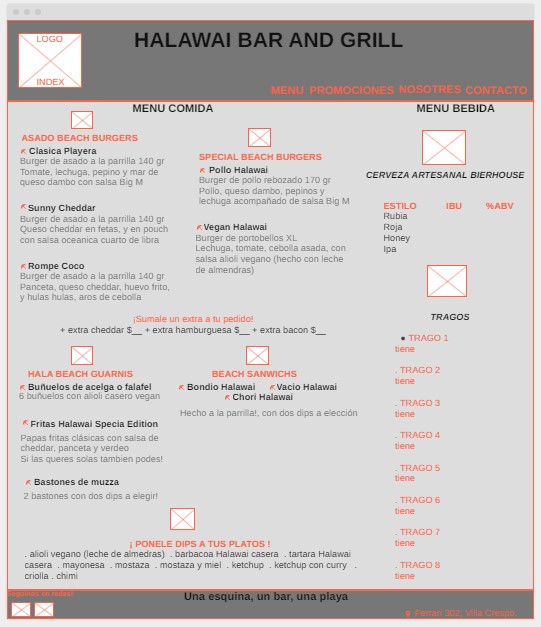 LOGO
INDEX
HALAWAI BAR AND GRILL
MENU PROMOCIONES NOSOTRES CONTACTO
MENU COMIDA
ASADO BEACH BURGERS
Clasica Playera
Burger de asado a la parrilla 140 gr
Tomate, lechuga, pepino y mar de
queso dambo con salsa Big M
Sunny Cheddar
Burger de asado a la parrilla 140 gr
Queso cheddar en fetas, y en pouch
con salsa oceanica cuarto de libra
Rompe Coco
Burger de asado a la parrilla 140 gr
Panceta, queso cheddar, huevo frito,
y hulas hulas, aros de cebolla
SPECIAL BEACH BURGERS
Pollo Halawai
Burger de pollo rebozado 170 gr
Pollo, queso dambo, pepinos y
lechuga acompañado de salsa Big M
Vegan Halawai
Burger de portobellos XL
Lechuga, tomate, cebolla asada, con
salsa alioli vegano (hecho con leche
de almendras)
¡Sumale un extra a tu pedido!
+ extra cheddar $__ + extra hamburguesa $__ + extra bacon $__
HALA BEACH GUARNIS
Buñuelos de acelga o falafel
6 buñuelos con alioli casero vegan
Fritas Halawai Special Edition
Papas fritas clásicas con salsa de
cheddar, panceta y verdeo
Si las queres solas tambien podes!
Bastones de muzza
2 bastones con dos dips a elegir!
BEACH SANWICHS
Bondio Halawai Vacio Halawai
Chori Halawai
Hecho a la parrilla!, con dos dips a elección
¡ PONELE DIPS A TUS PLATOS !
. alioli vegano (leche de almedras) . barbacoa Halawai casera . tartara Halawai
casera . mayonesa . mostaza . mostaza y miel . ketchup . ketchup con curry .
criolla . chimi
MENU BEBIDA
CERVEZA ARTESANAL BIERHOUSE
ESTILO IBU %ABV
Rubia
Roja
Honey
Ipa
TRAGOS
● TRAGO 1
tiene
. TRAGO 2
tiene
. TRAGO 3
tiene
. TRAGO 4
tiene
. TRAGO 5
tiene
. TRAGO 6
tiene
. TRAGO 7
tiene
. TRAGO 8
tiene
Una esquina, un bar, una playa
Ferrari 302, Villa Crespo,